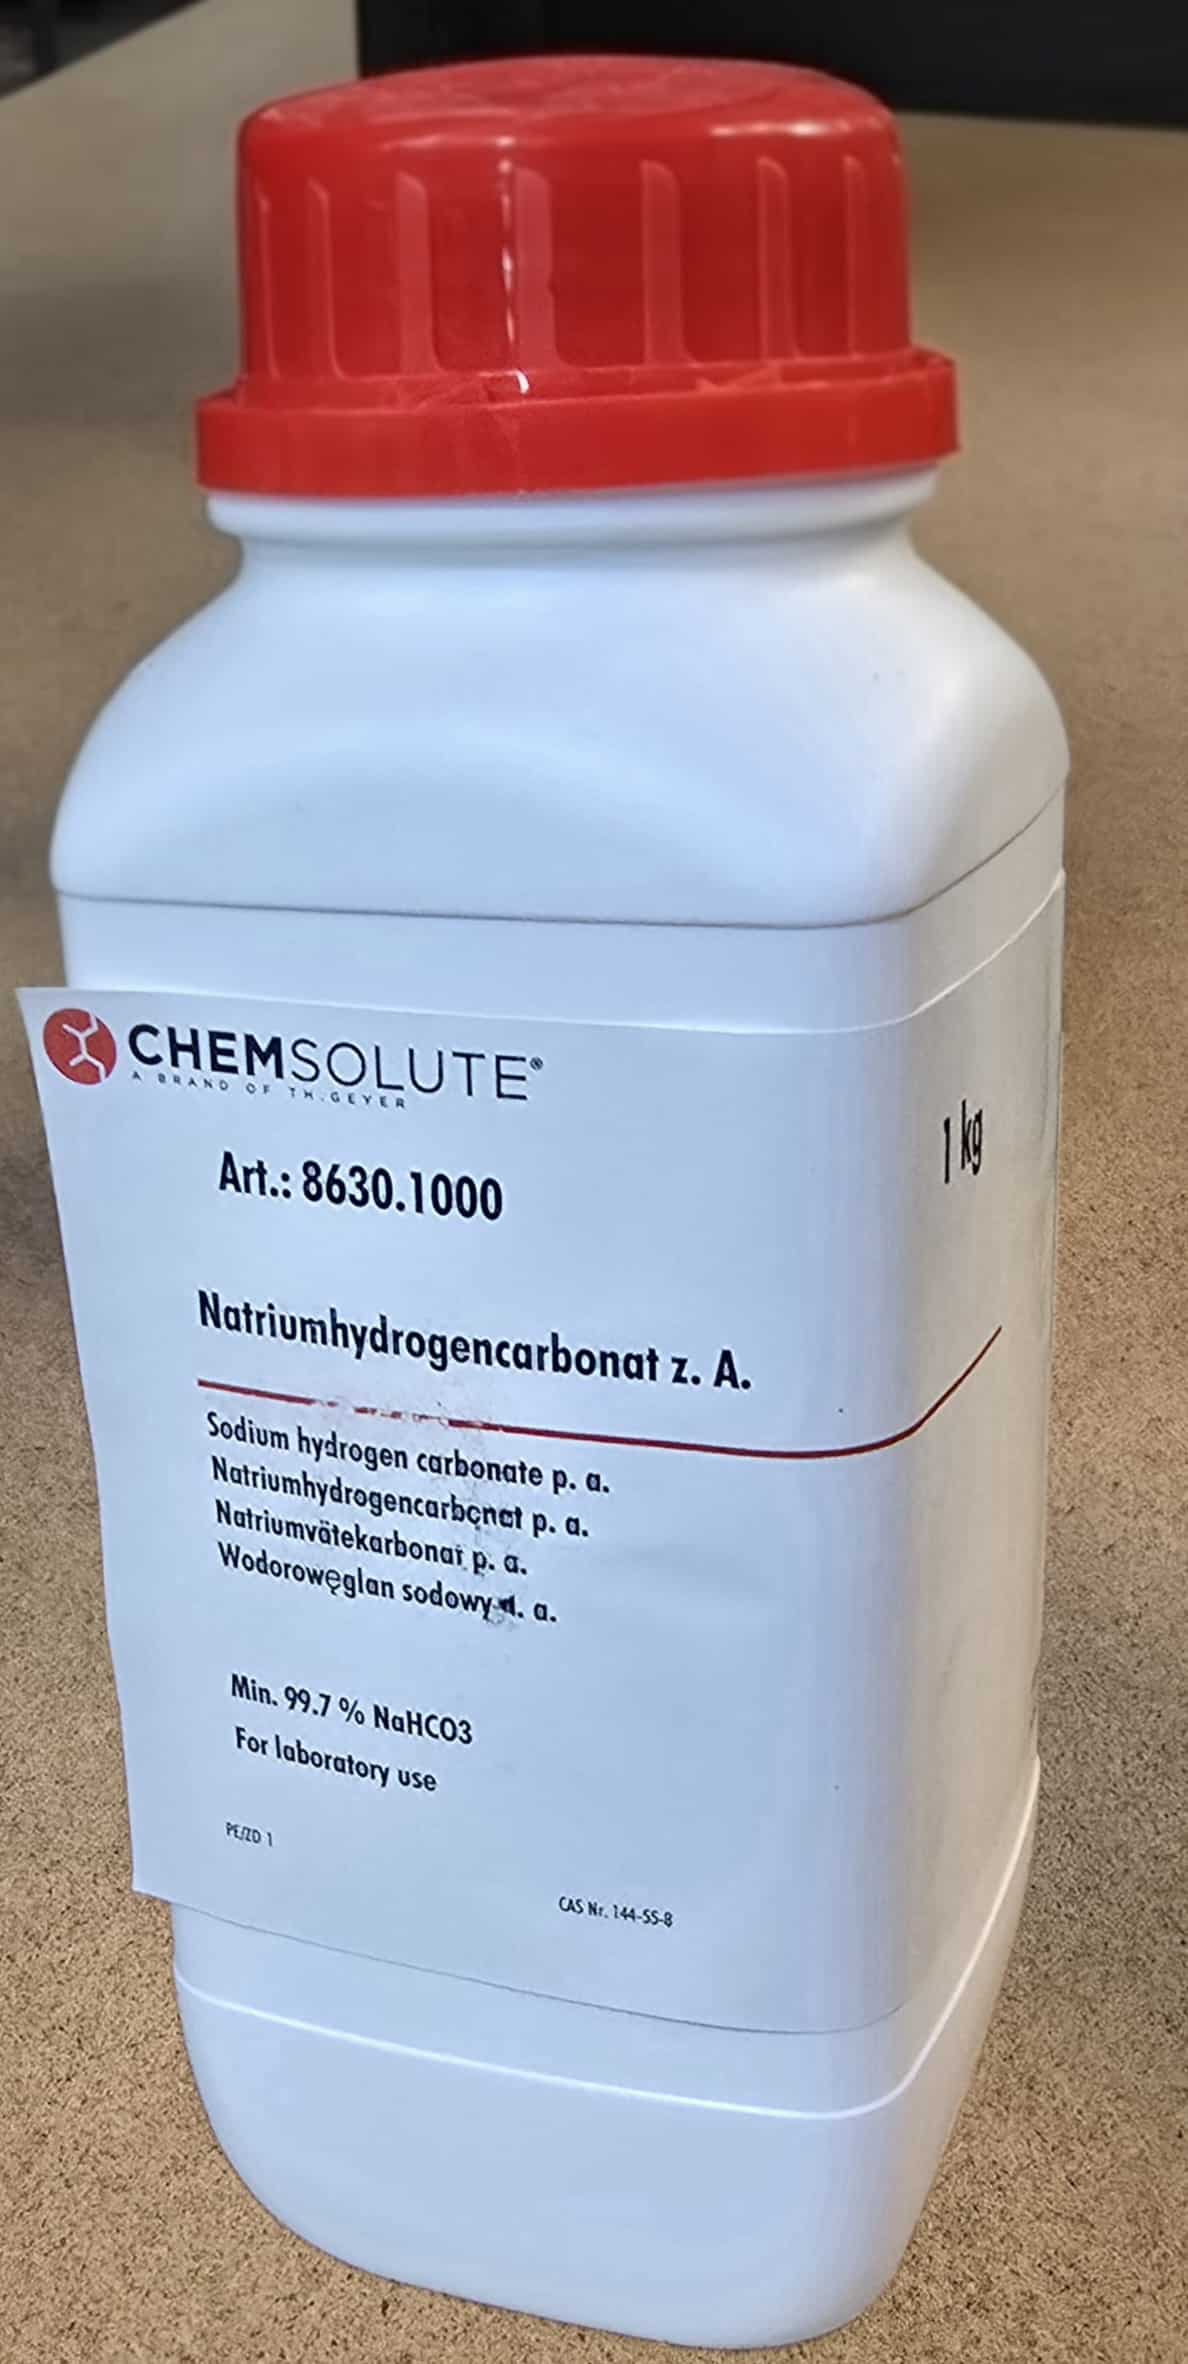 CHEMSOLUTE®
A BRAND OF TH.GEYER
Art.: 8630.1000
1 kg
Natriumhydrogencarbonat z. A.
Sodium hydrogen carbonate p. a.
Natriumhydrogencarbonat p. a.
Natriumvätekarbonat p. a.
Wodorowęglan sodowy d. a.
Min. 99.7 % NaHCO3
For laboratory use
PE/ZD 1
CAS Nr. 144-55-8